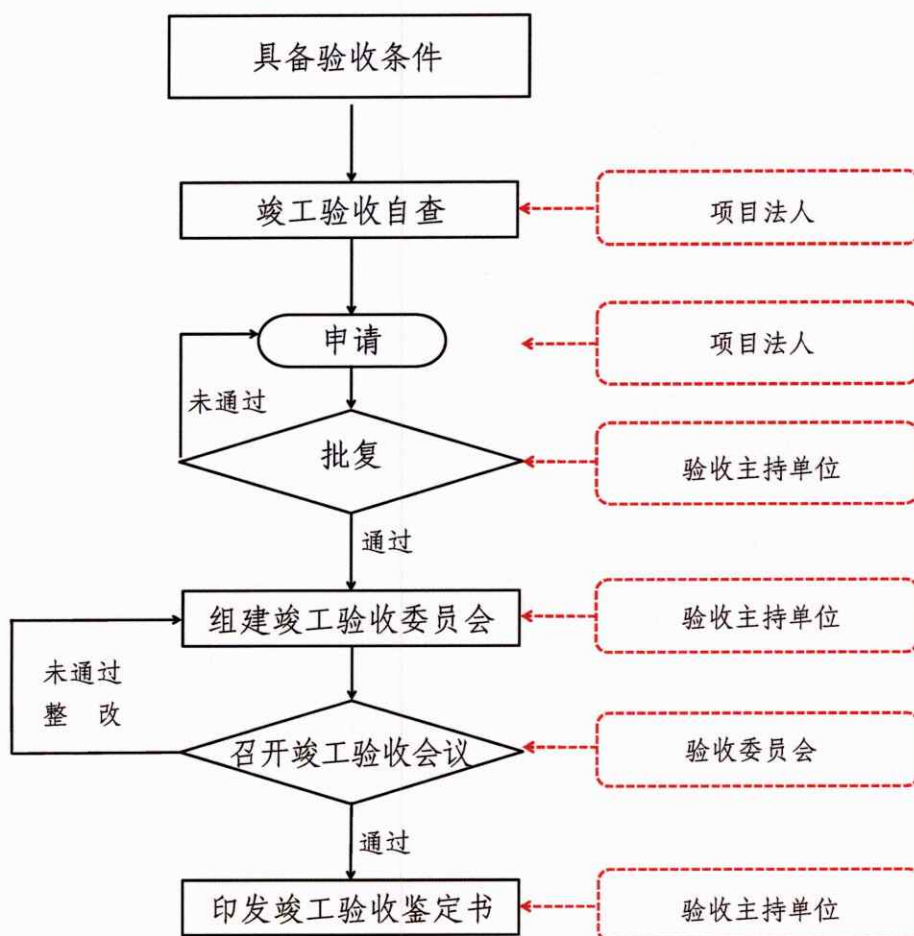 具备验收条件
竣工验收自查
项目法人
申请
项目法人
未通过
批复
验收主持单位
通过
组建竣工验收委员会
验收主持单位
未通过
整 改
召开竣工验收会议
验收委员会
通过
印发竣工验收鉴定书
验收主持单位